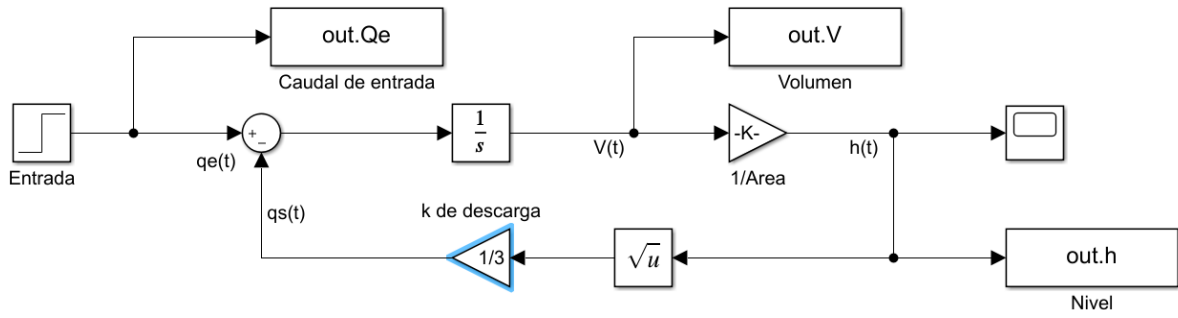 out.Qe
Caudal de entrada
out.V
Volumen
Entrada
qe(t)
+
−
1
s
V(t)
-K-
1/Area
h(t)
qs(t)
k de descarga
1/3
√u
out.h
Nivel